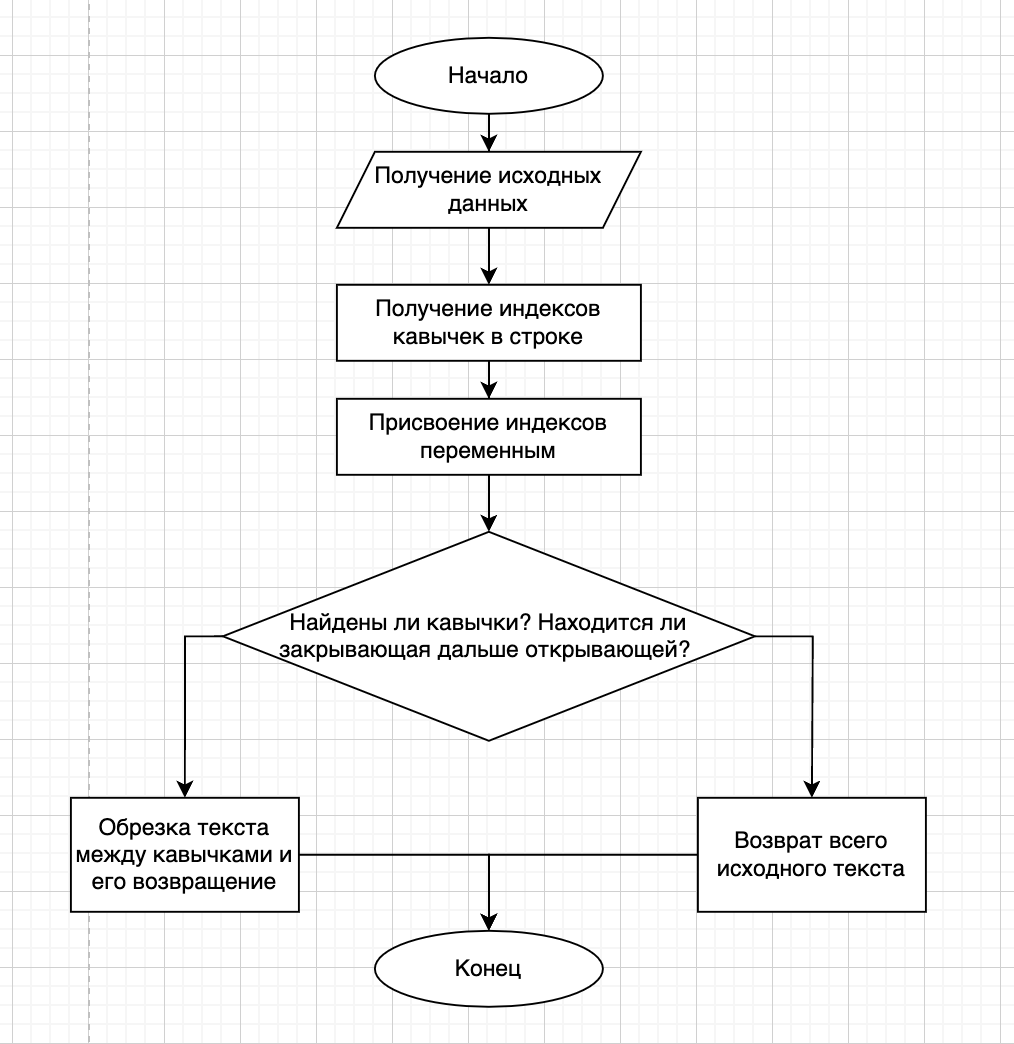 Начало
Получение исходных
данных
Получение индексов
кавычек в строке
Присвоение индексов
переменным
Найдены ли кавычки? Находится ли
закрывающая дальше открывающей?
Обрезка текста
между кавычками и
его возвращение
Возврат всего
исходного текста
Конец